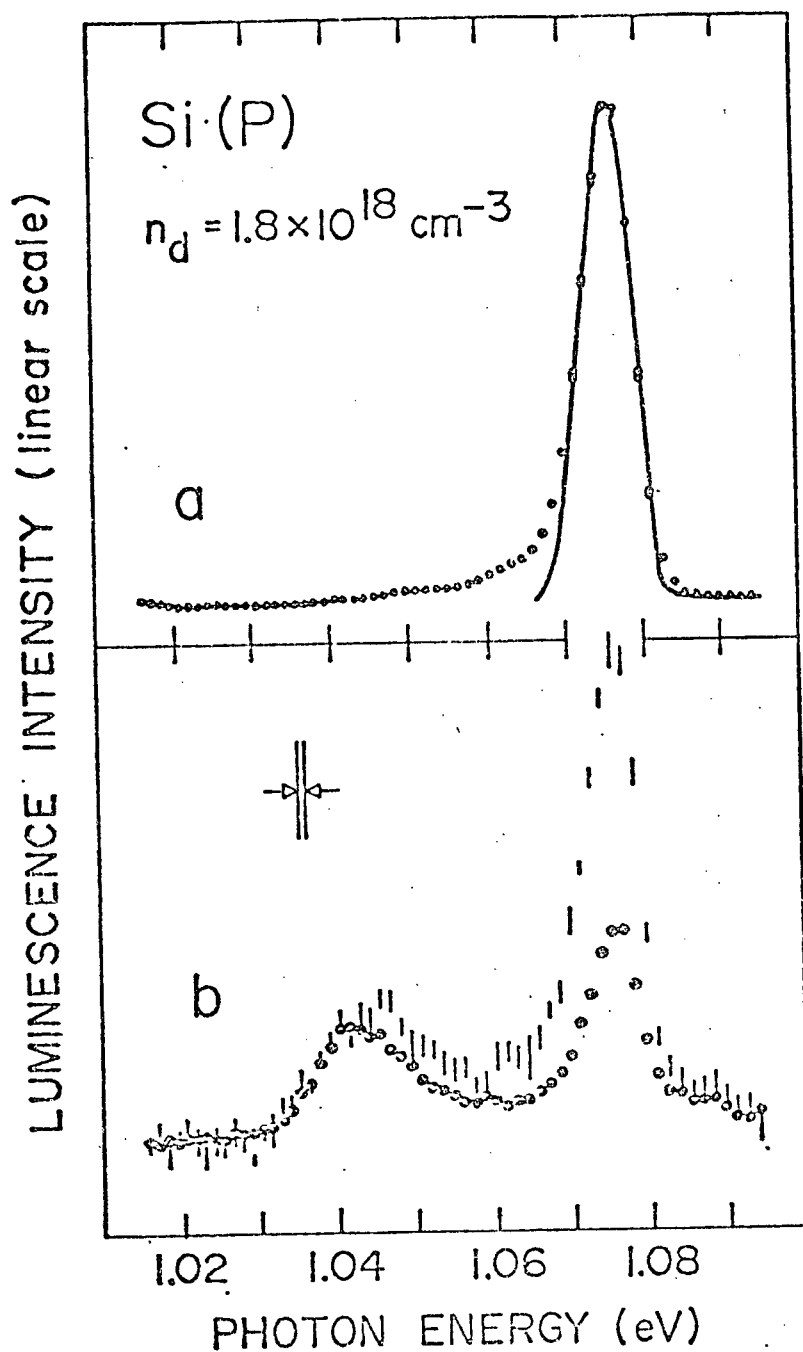 LUMINESCENCE INTENSITY (linear scale)
Si (P)
n_d = 1.8 × 10^18 cm^-3
a
b
1.02 1.04 1.06 1.08
PHOTON ENERGY (eV)